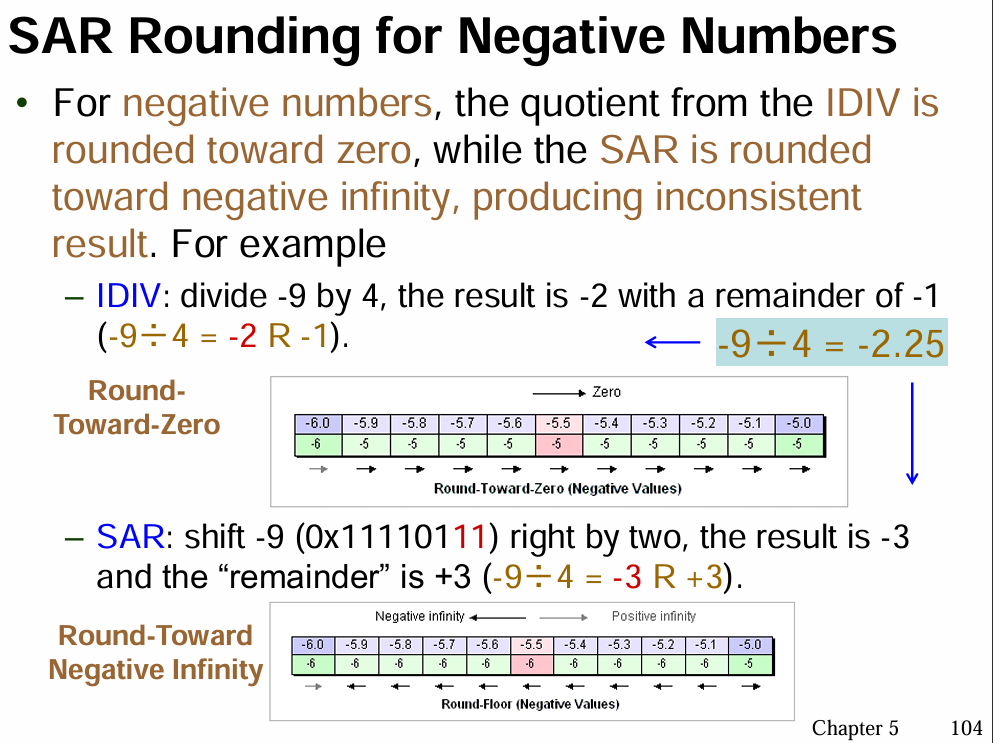 SAR Rounding for Negative Numbers
• For negative numbers, the quotient from the IDIV is
rounded toward zero, while the SAR is rounded
toward negative infinity, producing inconsistent
result. For example
– IDIV: divide -9 by 4, the result is -2 with a remainder of -1
(-9÷4 = -2 R -1).
-9÷4 = -2.25
Round-
Toward-Zero
Zero
-6.0 -5.9 -5.8 -5.7 -5.6 -5.5 -5.4 -5.3 -5.2 -5.1 -5.0
-6 -5 -5 -5 -5 -5 -5 -5 -5 -5 -5
Round-Toward-Zero (Negative Values)
– SAR: shift -9 (0x11110111) right by two, the result is -3
and the “remainder” is +3 (-9÷4 = -3 R +3).
Round-Toward
Negative Infinity
Negative infinity Positive infinity
-6.0 -5.9 -5.8 -5.7 -5.6 -5.5 -5.4 -5.3 -5.2 -5.1 -5.0
-6 -6 -6 -6 -6 -6 -6 -6 -6 -6 -5
Round-Floor (Negative Values)
Chapter 5 104